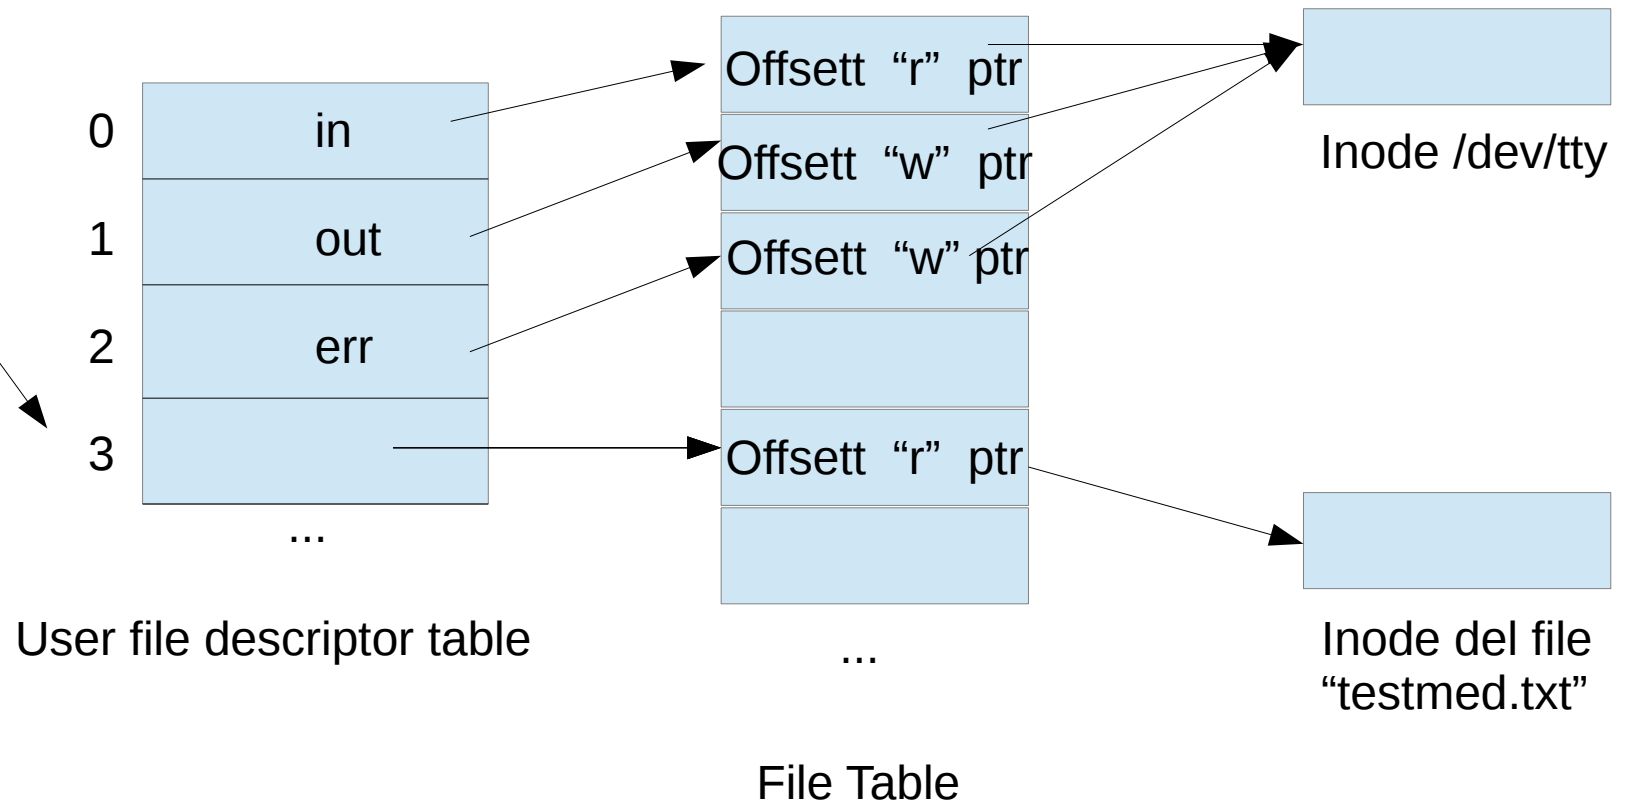 0 in
1 out
2 err
3
...
User file descriptor table
Offsett “r” ptr
Offsett “w” ptr
Offsett “w” ptr
Offsett “r” ptr
...
File Table
Inode /dev/tty
Inode del file
“testmed.txt”